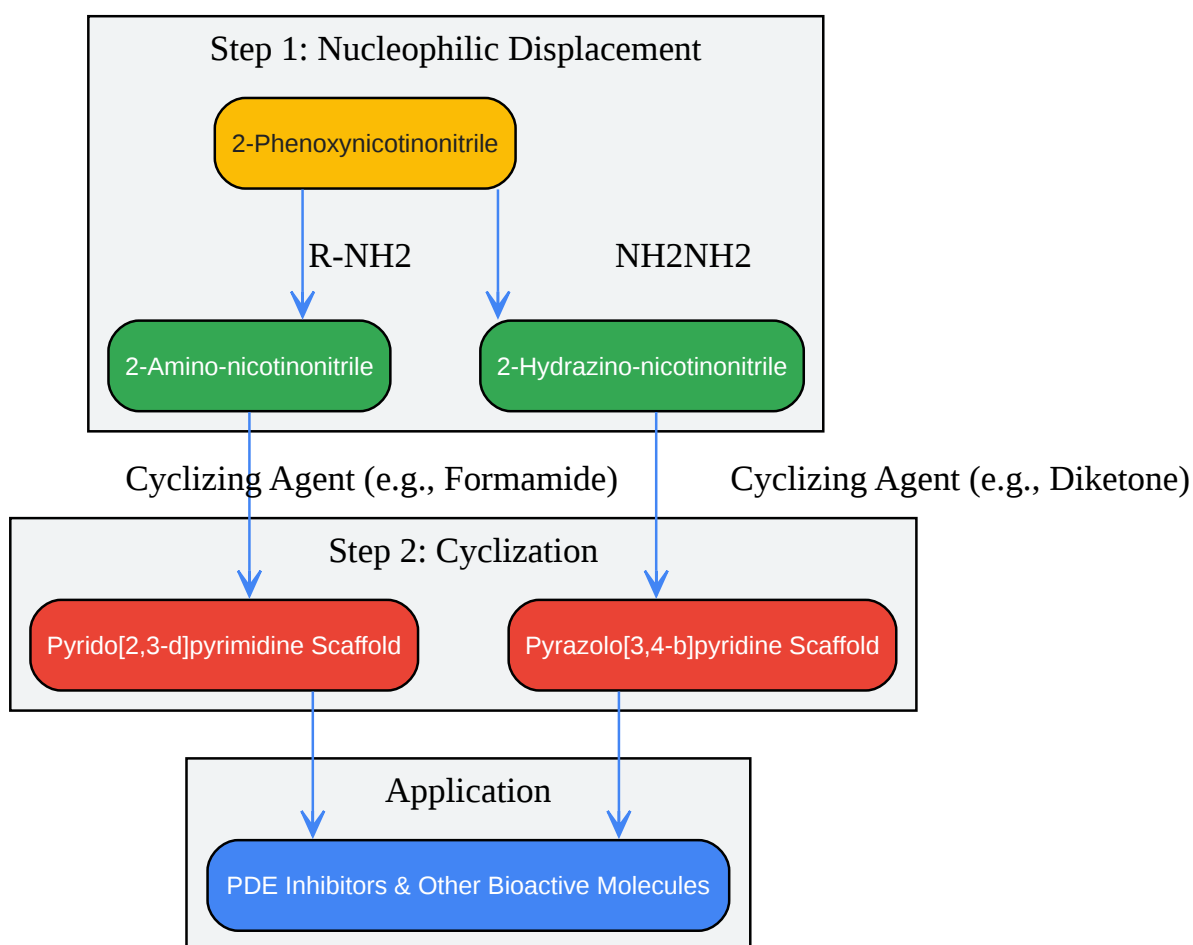 Step 1: Nucleophilic Displacement
2-Phenoxynicotinonitrile
R-NH2
NH2NH2
2-Amino-nicotinonitrile
2-Hydrazino-nicotinonitrile
Cyclizing Agent (e.g., Formamide)
Cyclizing Agent (e.g., Diketone)
Step 2: Cyclization
Pyrido[2,3-d]pyrimidine Scaffold
Pyrazolo[3,4-b]pyridine Scaffold
Application
PDE Inhibitors & Other Bioactive Molecules